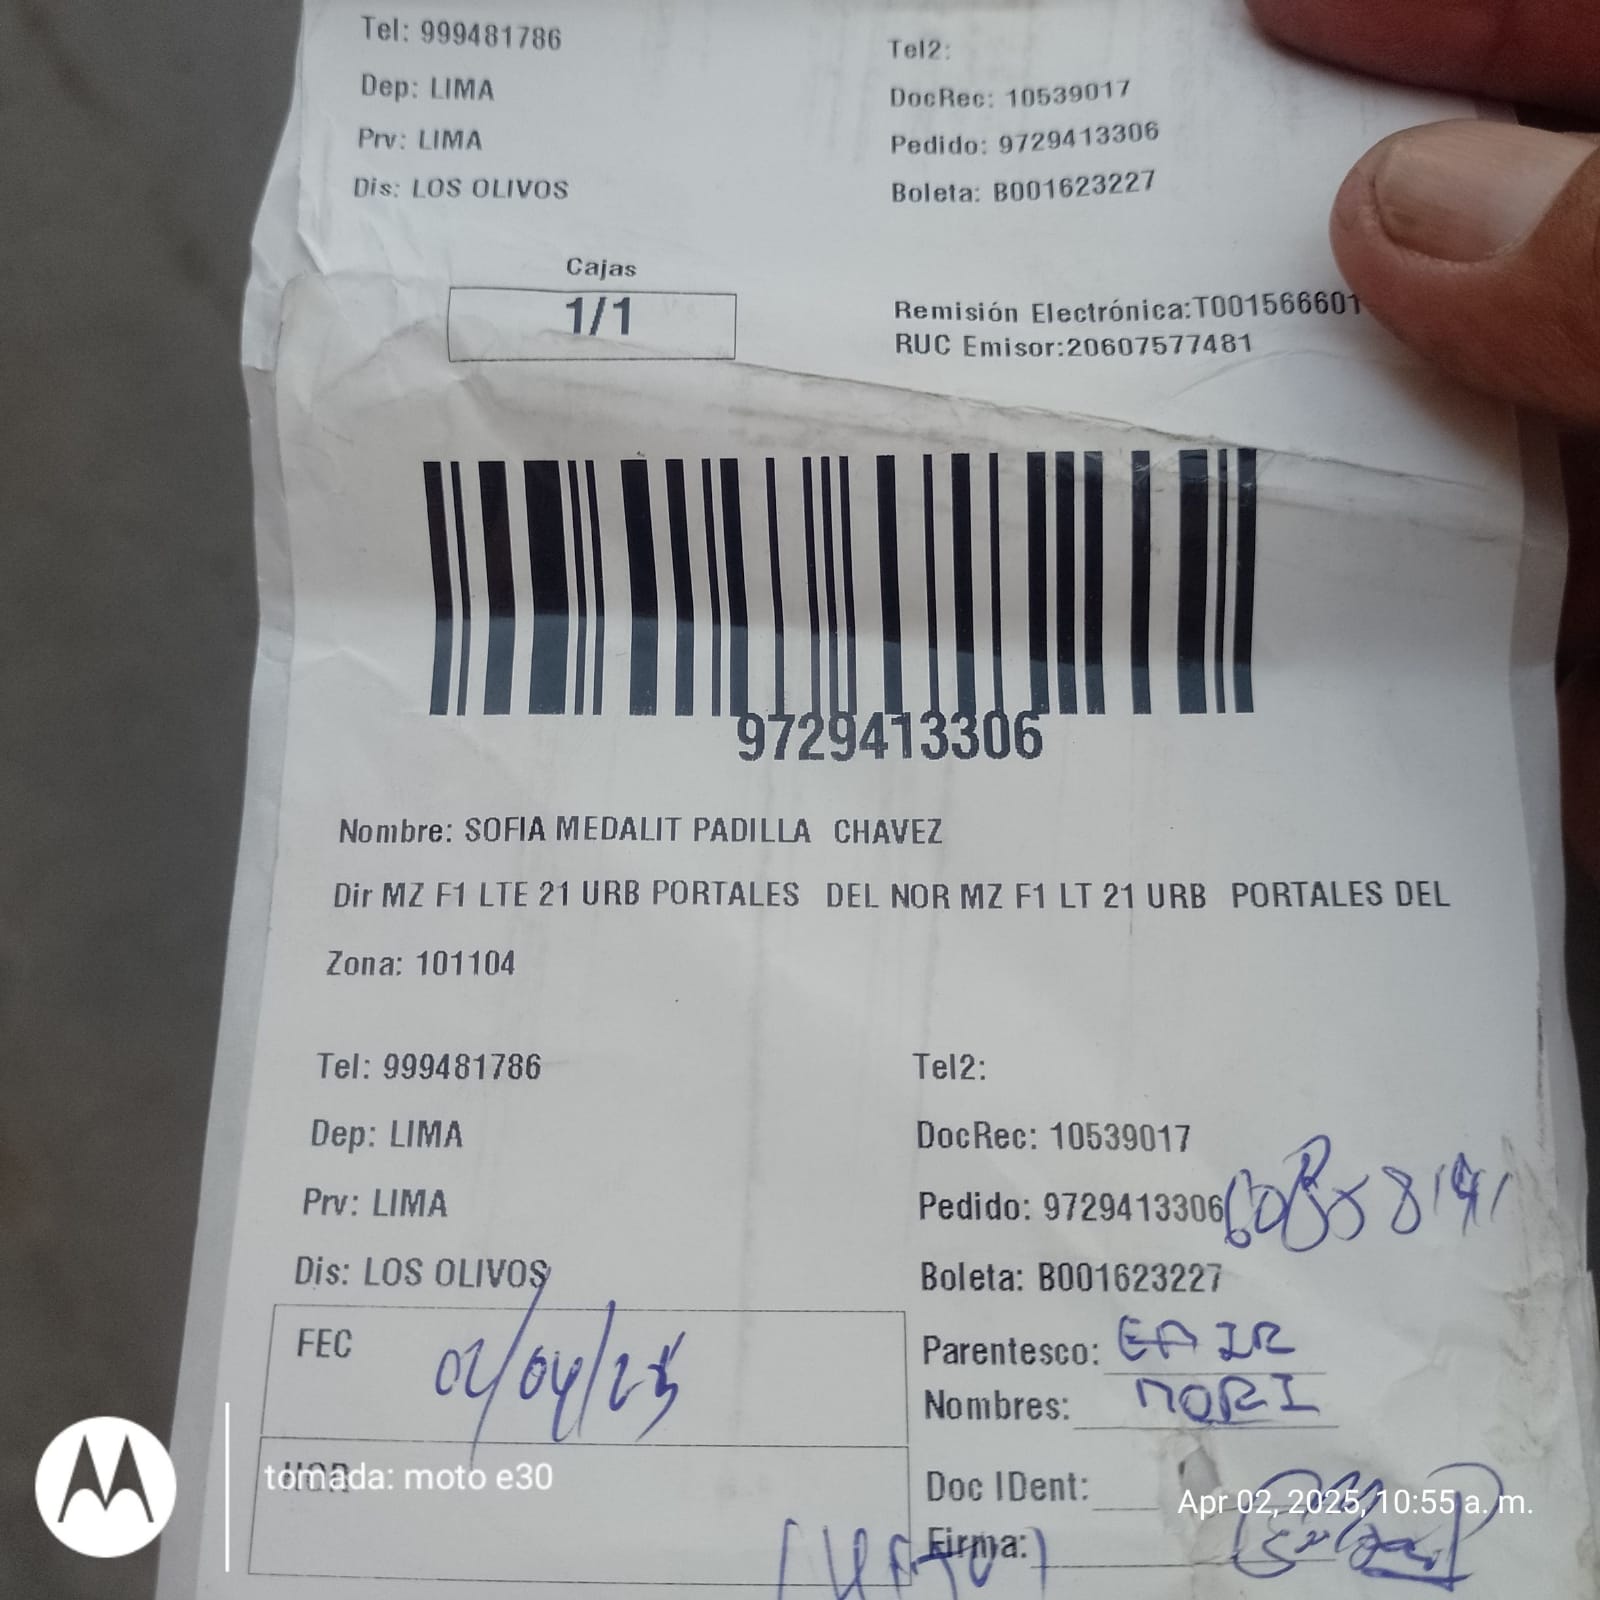 Tel: 999481786
Tel2:
Dep: LIMA
DocRec: 10539017
Prv: LIMA
Pedido: 9729413306
Dis: LOS OLIVOS
Boleta: B001623227
Cajas
1/1
Remisión Electrónica:T001566601
RUC Emisor:20607577481
9729413306
Nombre: SOFIA MEDALIT PADILLA CHAVEZ
Dir MZ F1 LTE 21 URB PORTALES DEL NOR MZ F1 LT 21 URB PORTALES DEL
Zona: 101104
Tel: 999481786
Tel2:
Dep: LIMA
DocRec: 10539017
Prv: LIMA
Pedido: 9729413306
Dis: LOS OLIVOS
Boleta: B001623227
FEC 02/04/25
Parentesco: EAIR
Nombres: MORI
HOR
Doc IDent:
Firma:
tomada: moto e30
Apr 02, 2025, 10:55 a. m.